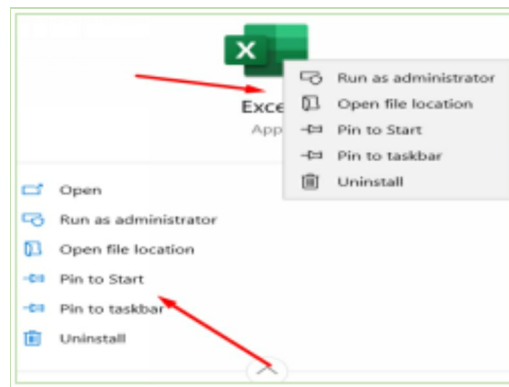 X
Exce
App
Run as administrator
Open file location
Pin to Start
Pin to taskbar
Uninstall
Open
Run as administrator
Open file location
Pin to Start
Pin to taskbar
Uninstall